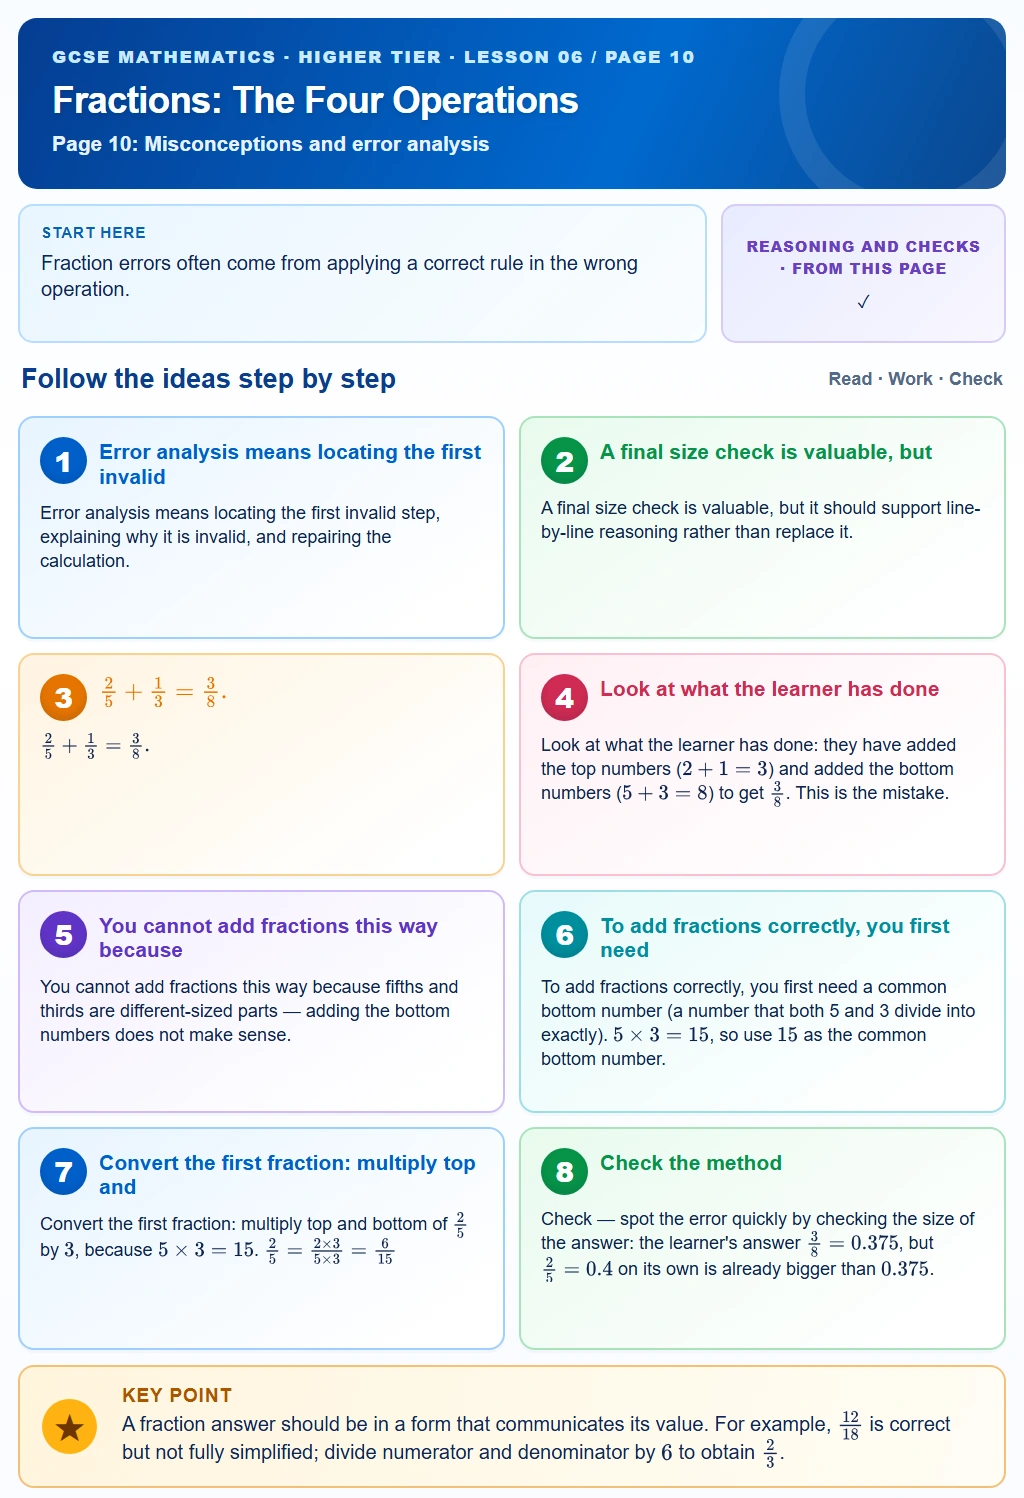 GCSE MATHEMATICS · HIGHER TIER · LESSON 06 / PAGE 10
Fractions: The Four Operations
Page 10: Misconceptions and error analysis
START HERE
Fraction errors often come from applying a correct rule in the wrong
operation.
REASONING AND CHECKS
· FROM THIS PAGE
✓
Follow the ideas step by step
Read · Work · Check
1
Error analysis means locating the first
invalid
Error analysis means locating the first invalid step,
explaining why it is invalid, and repairing the
calculation.
2
A final size check is valuable, but
A final size check is valuable, but it should support line-
by-line reasoning rather than replace it.
3
2/5 + 1/3 = 3/8.
2/5 + 1/3 = 3/8.
4
Look at what the learner has done
Look at what the learner has done: they have added
the top numbers (2 + 1 = 3) and added the bottom
numbers (5 + 3 = 8) to get 3/8. This is the mistake.
5
You cannot add fractions this way
because
You cannot add fractions this way because fifths and
thirds are different-sized parts — adding the bottom
numbers does not make sense.
6
To add fractions correctly, you first
need
To add fractions correctly, you first need a common
bottom number (a number that both 5 and 3 divide into
exactly). 5 × 3 = 15, so use 15 as the common
bottom number.
7
Convert the first fraction: multiply top
and
Convert the first fraction: multiply top and bottom of 2/5
by 3, because 5 × 3 = 15. 2/5 = 2×3/5×3 = 6/15
8
Check the method
Check — spot the error quickly by checking the size of
the answer: the learner's answer 3/8 = 0.375, but
2/5 = 0.4 on its own is already bigger than 0.375.
KEY POINT
A fraction answer should be in a form that communicates its value. For example, 12/18 is correct
but not fully simplified; divide numerator and denominator by 6 to obtain 2/3.